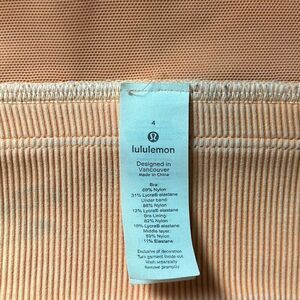 4
lululemon
Designed in
Vancouver
Made in China
Bra:
69% Nylon
31% Lycra® elastane
Under band:
88% Nylon
12% Lycra® elastane
Bra Lining:
82% Nylon
18% Lycra® elastane
Middle layer:
89% Nylon
11% Elastane
Exclusive of decoration
Turn garment inside out
Wash separately
Remove promptly